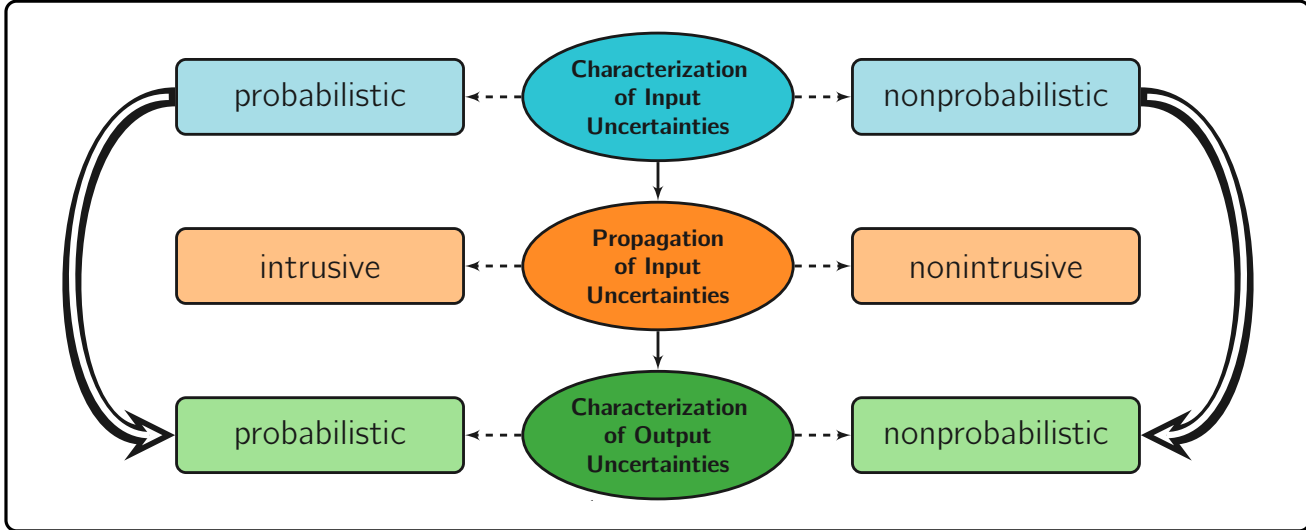 probabilistic
Characterization
of Input
Uncertainties
nonprobabilistic
intrusive
Propagation
of Input
Uncertainties
nonintrusive
probabilistic
Characterization
of Output
Uncertainties
nonprobabilistic